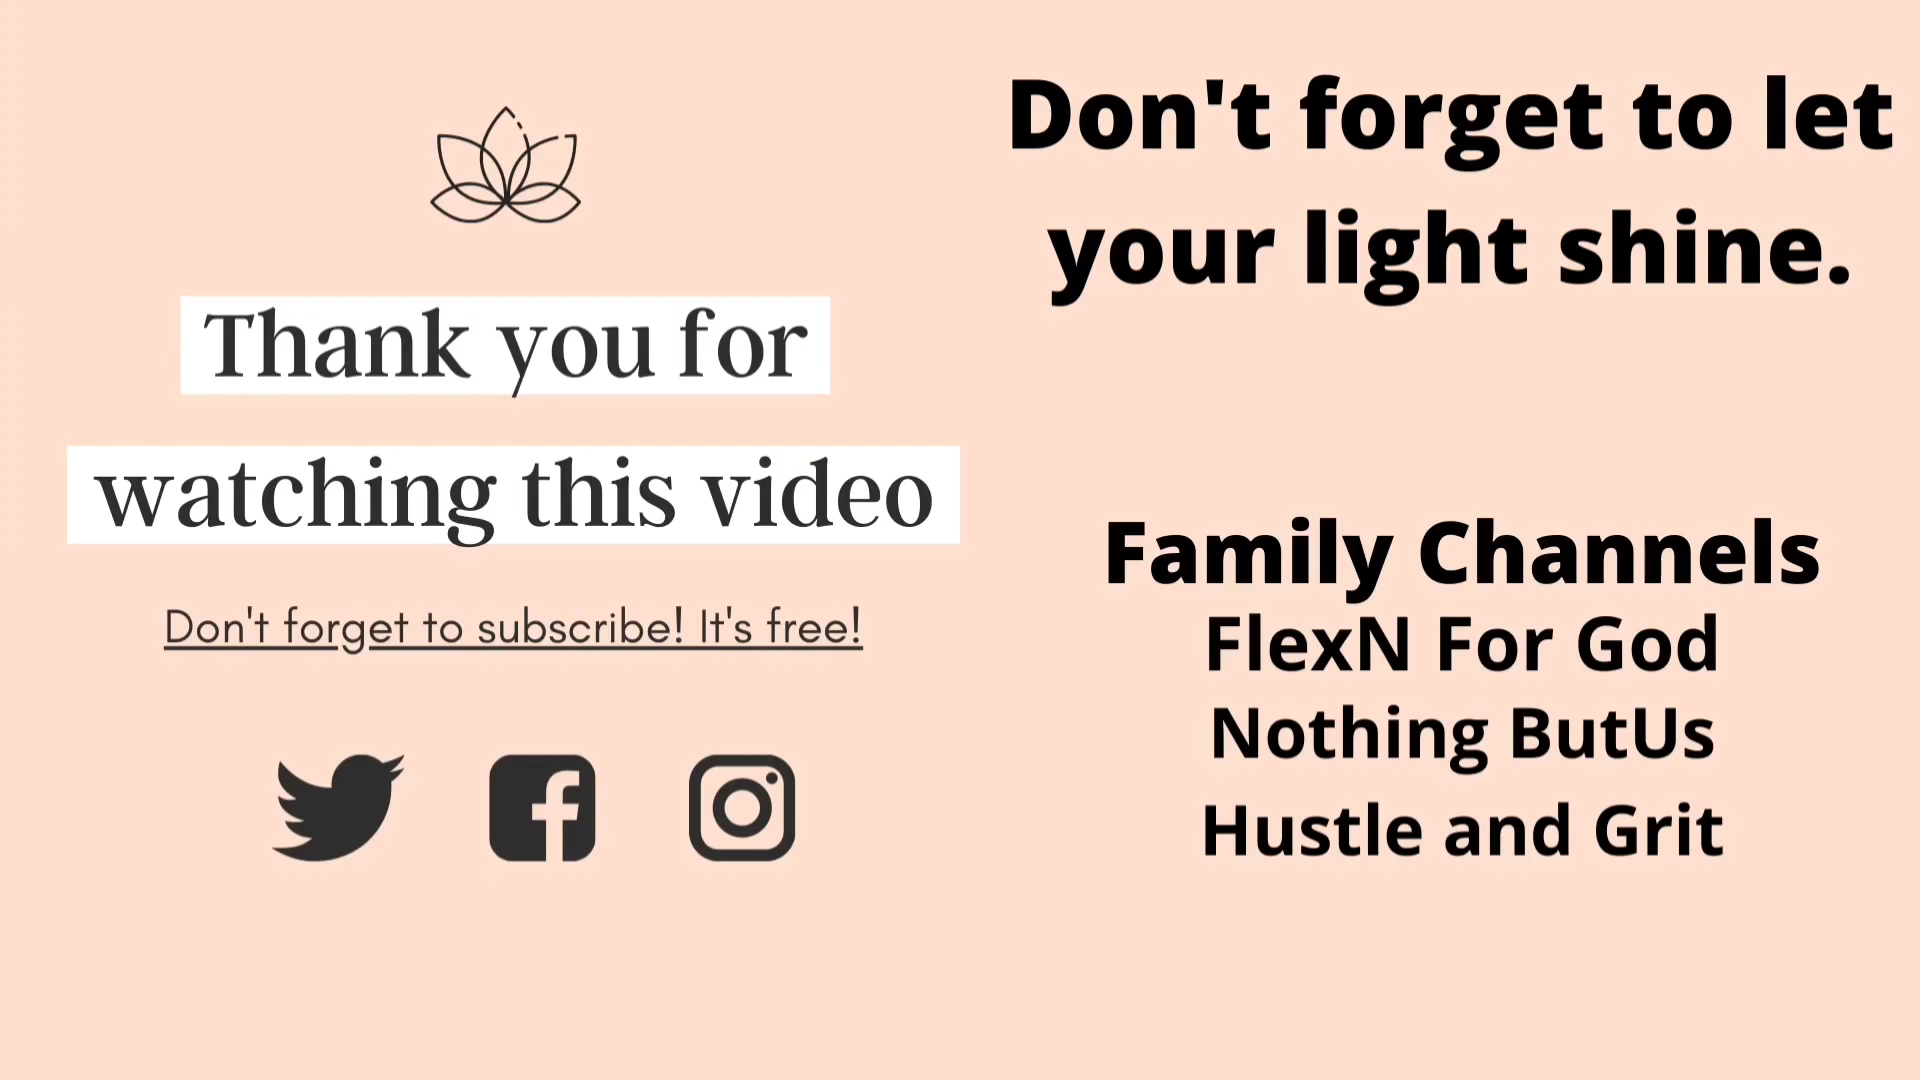 Thank you for
watching this video
Don't forget to subscribe! It's free!
Don't forget to let
your light shine.
Family Channels
FlexN For God
Nothing ButUs
Hustle and Grit